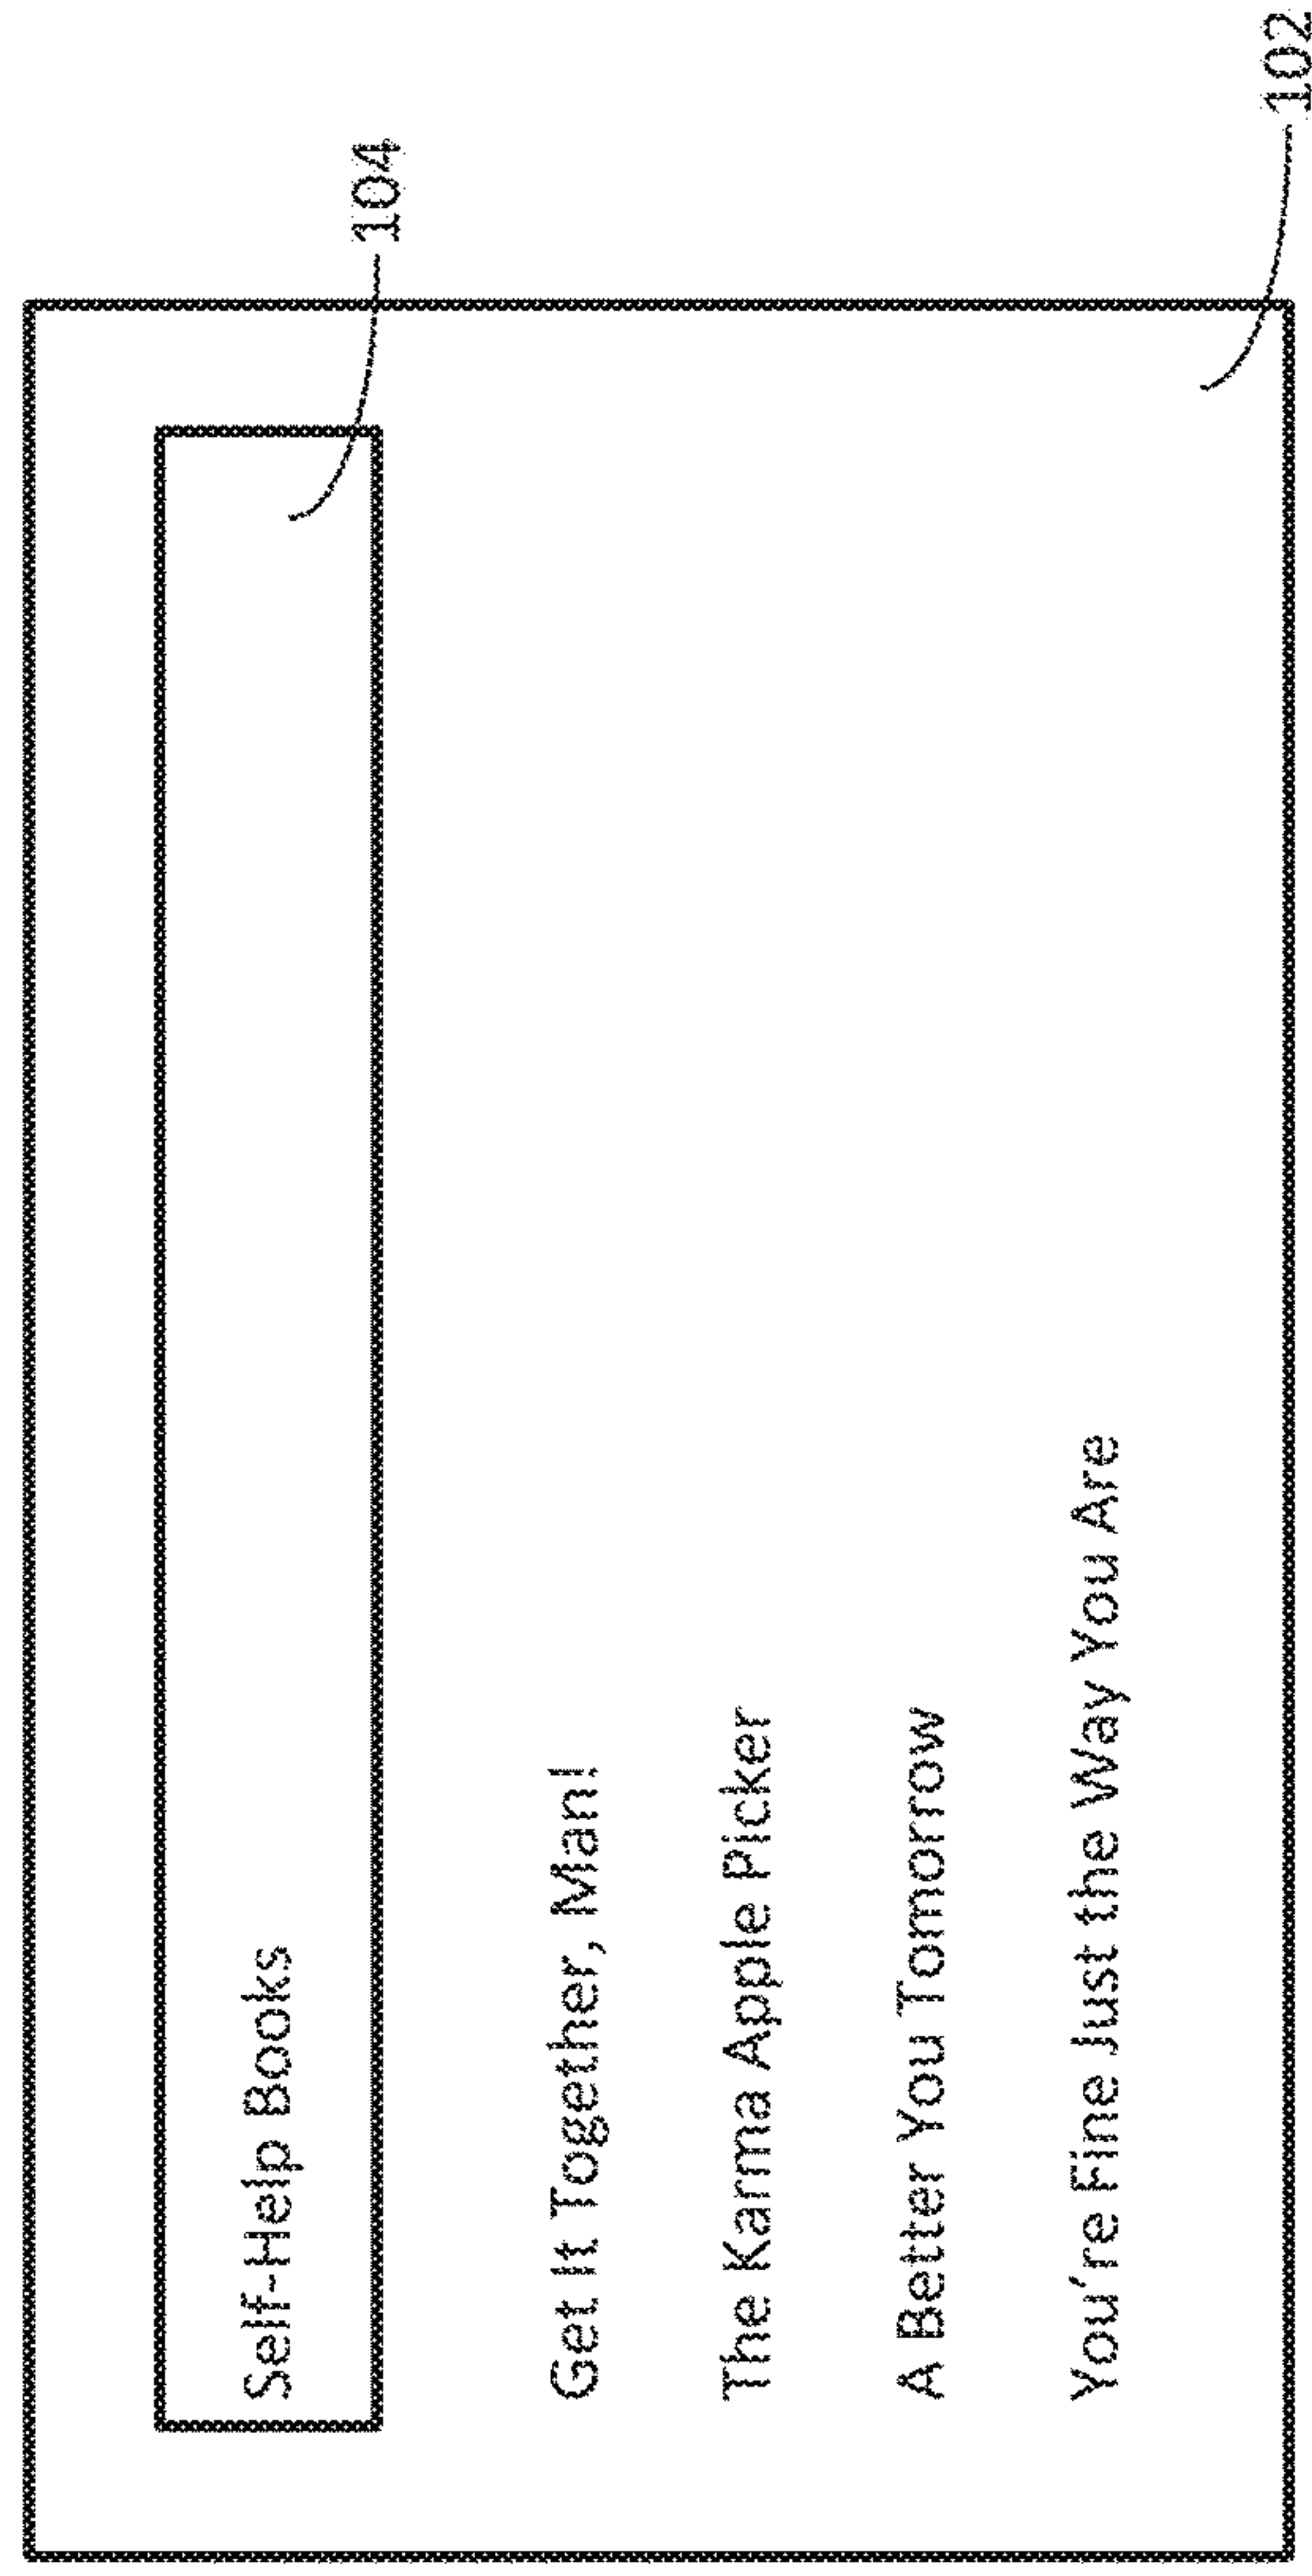 104
Self-Help Books
Get It Together, Man!
The Karma Apple Picker
A Better You Tomorrow
You're Fine Just the Way You Are
102